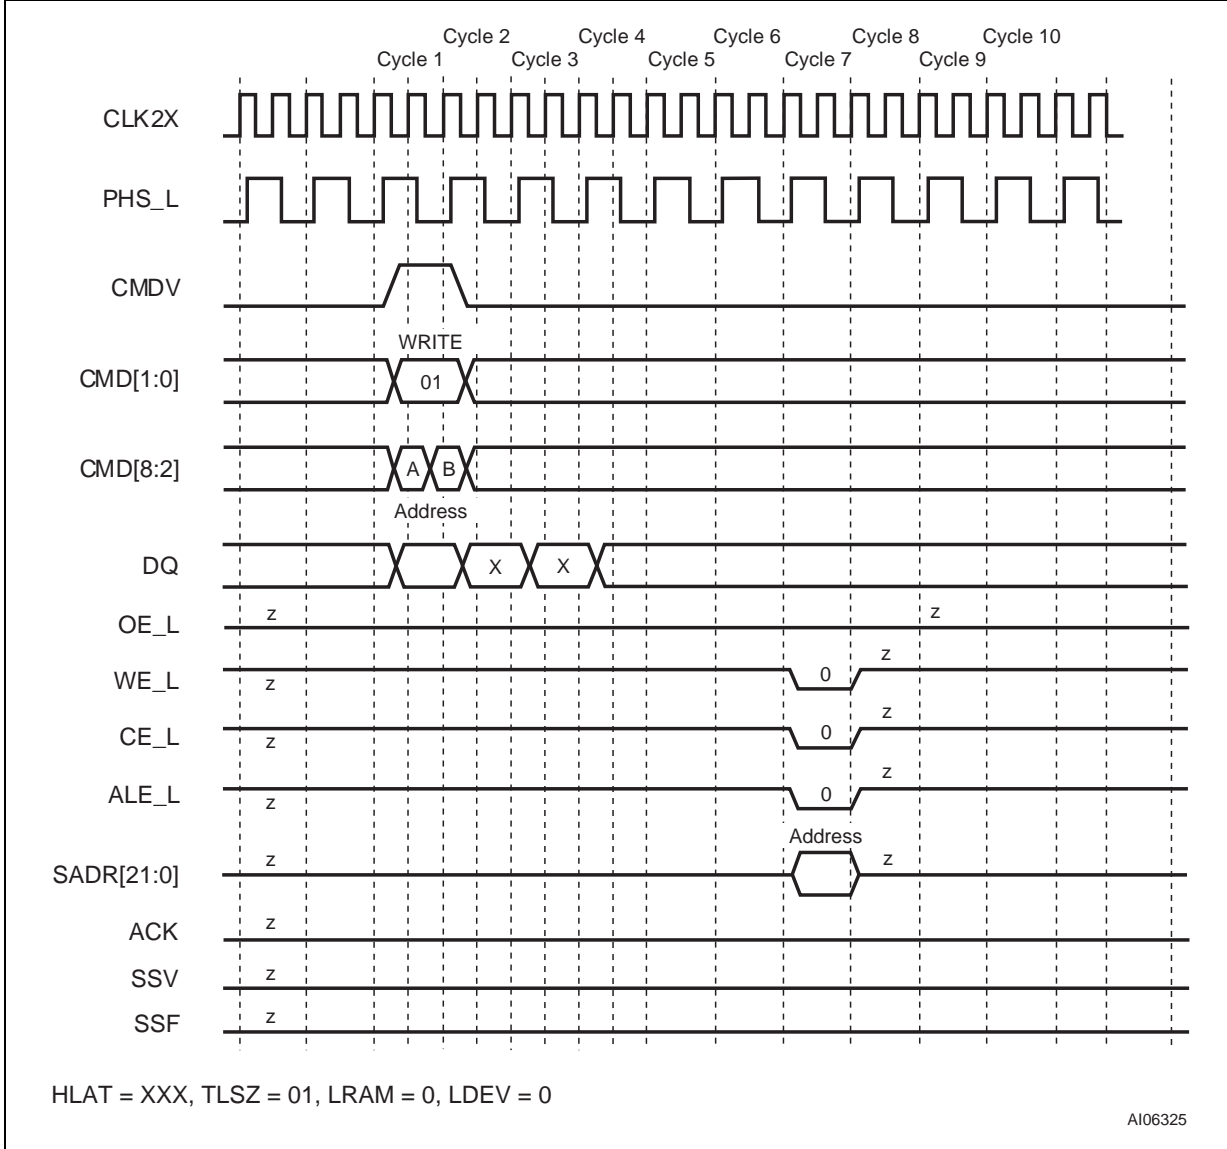 Cycle 2 Cycle 4 Cycle 6 Cycle 8 Cycle 10
Cycle 1 Cycle 3 Cycle 5 Cycle 7 Cycle 9
CLK2X
PHS_L
CMDV
WRITE
CMD[1:0] 01
CMD[8:2] A B
Address
DQ X X
OE_L z z
WE_L z 0 z
CE_L z 0 z
ALE_L z 0 z
Address
SADR[21:0] z z
ACK z
SSV z
SSF z
HLAT = XXX, TLSZ = 01, LRAM = 0, LDEV = 0
AI06325